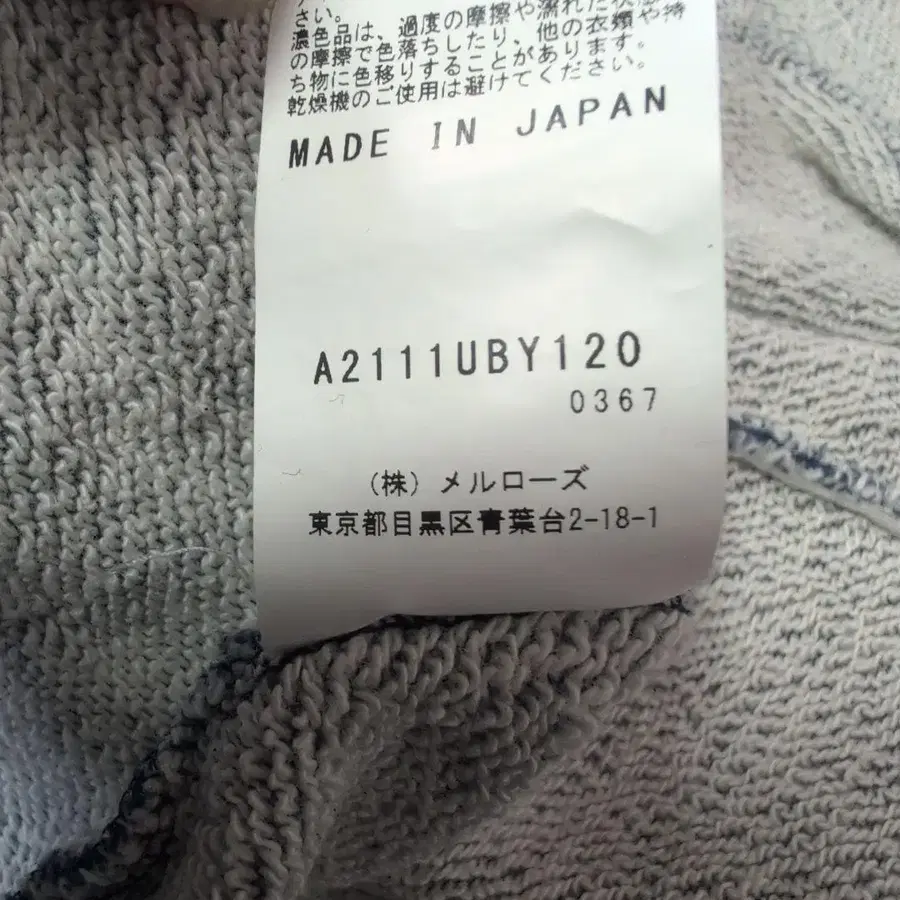 さい。
濃色品は、過度の摩擦や濡れた状態
の摩擦で色落ちしたり、他の衣類や持
ち物に色移りすることがあります。
乾燥機のご使用は避けてください。
MADE IN JAPAN
A2111UBY120
0367
(株)メルローズ
東京都目黒区青葉台2-18-1